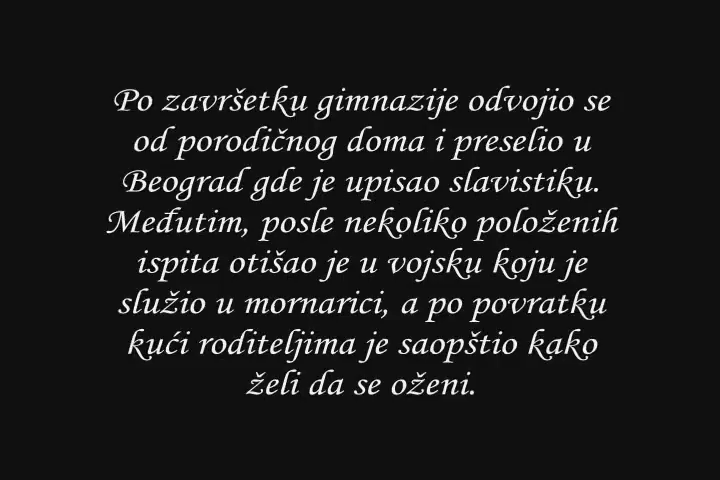 Po završetku gimnazije odvojio se
od porodičnog doma i preselio u
Beograd gde je upisao slavistiku.
Međutim, posle nekoliko položenih
ispita otišao je u vojsku koju je
služio u mornarici, a po povratku
kući roditeljima je saopštio kako
želi da se oženi.